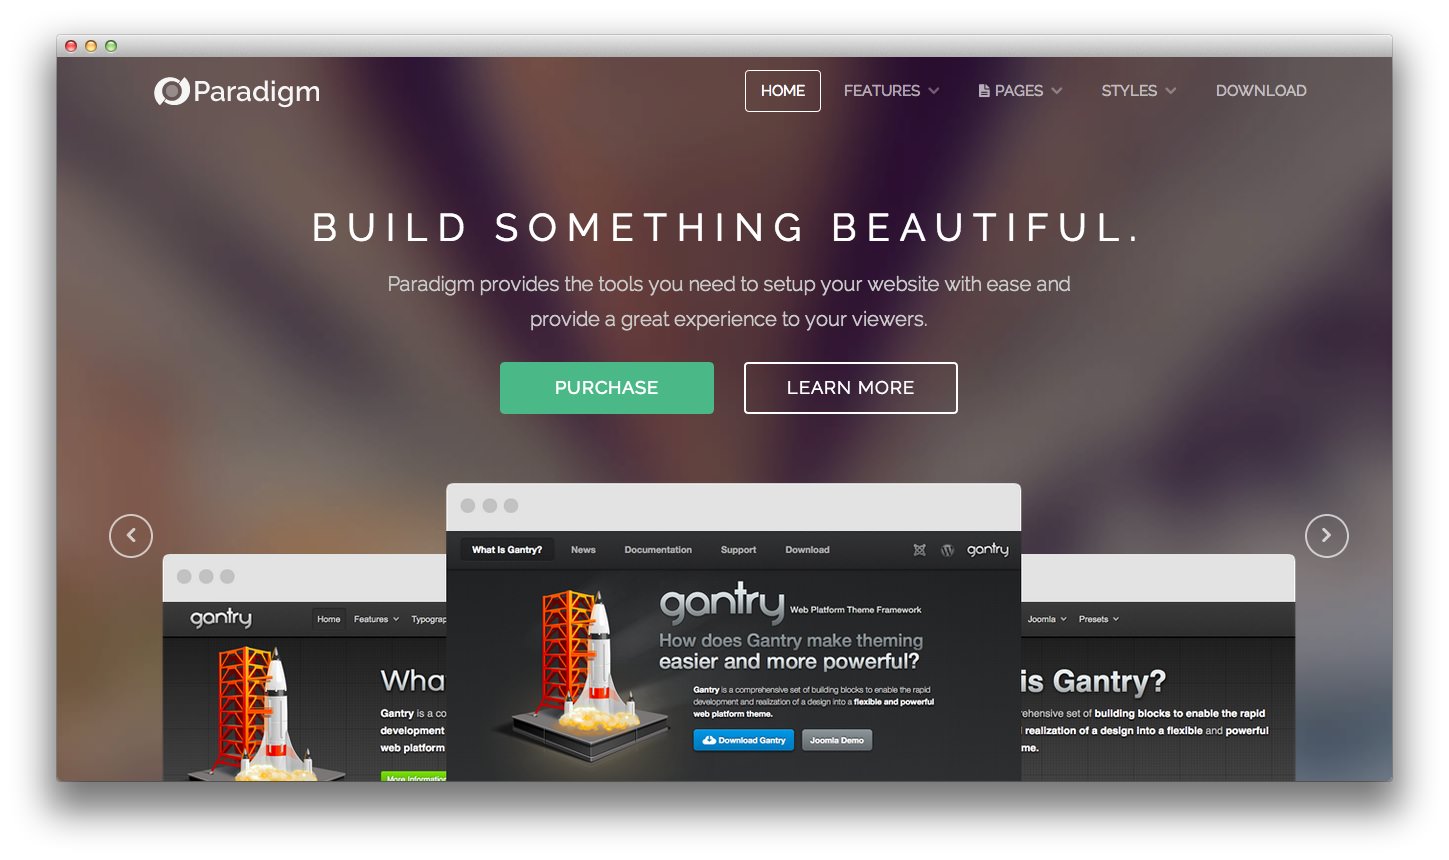 Paradigm
HOME FEATURES PAGES STYLES DOWNLOAD
BUILD SOMETHING BEAUTIFUL.
Paradigm provides the tools you need to setup your website with ease and
provide a great experience to your viewers.
PURCHASE LEARN MORE
What Is Gantry? News Documentation Support Download gantry
gantry Web Platform Theme Framework
How does Gantry make theming
easier and more powerful?
Gantry is a comprehensive set of building blocks to enable the rapid
development and realization of a design into a flexible and powerful
web platform theme.
Download Gantry Joomla Demo
gantry Home Features Typograp
Wha
Gantry is a co
development
web platform
More Information
Joomla Presets
is Gantry?
ehensive set of building blocks to enable the rapid
realization of a design into a flexible and powerful
me.